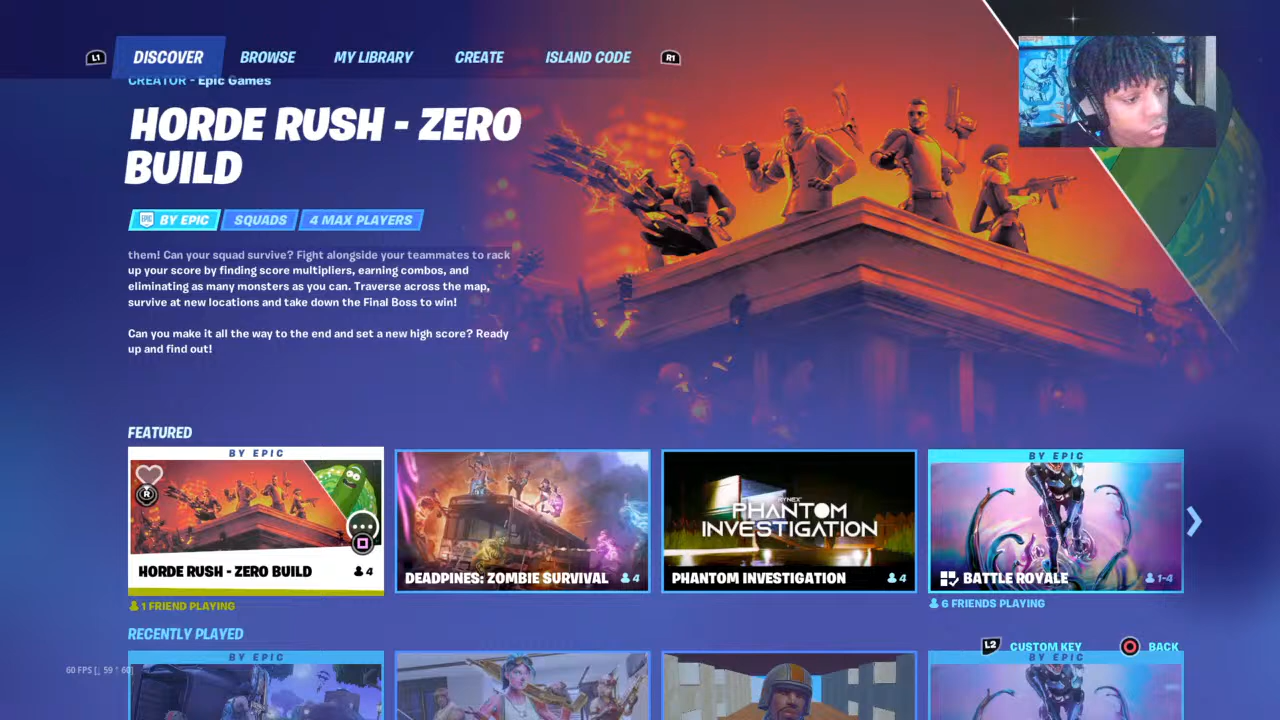 L1
DISCOVER
BROWSE
MY LIBRARY
CREATE
ISLAND CODE
R1
CREATOR - Epic Games
HORDE RUSH - ZERO
BUILD
EPIC
BY EPIC
SQUADS
4 MAX PLAYERS
them! Can your squad survive? Fight alongside your teammates to rack
up your score by finding score multipliers, earning combos, and
eliminating as many monsters as you can. Traverse across the map,
survive at new locations and take down the Final Boss to win!
Can you make it all the way to the end and set a new high score? Ready
up and find out!
FEATURED
BY EPIC
R
HORDE RUSH - ZERO BUILD
4
1 FRIEND PLAYING
DEADPINES: ZOMBIE SURVIVAL
4
RYNEX'
PHANTOM
INVESTIGATION
PHANTOM INVESTIGATION
4
BY EPIC
BATTLE ROYALE
1-4
6 FRIENDS PLAYING
RECENTLY PLAYED
L2
CUSTOM KEY
BACK
BY EPIC
BY EPIC
60 FPS [↓ 59 ↑ 60]